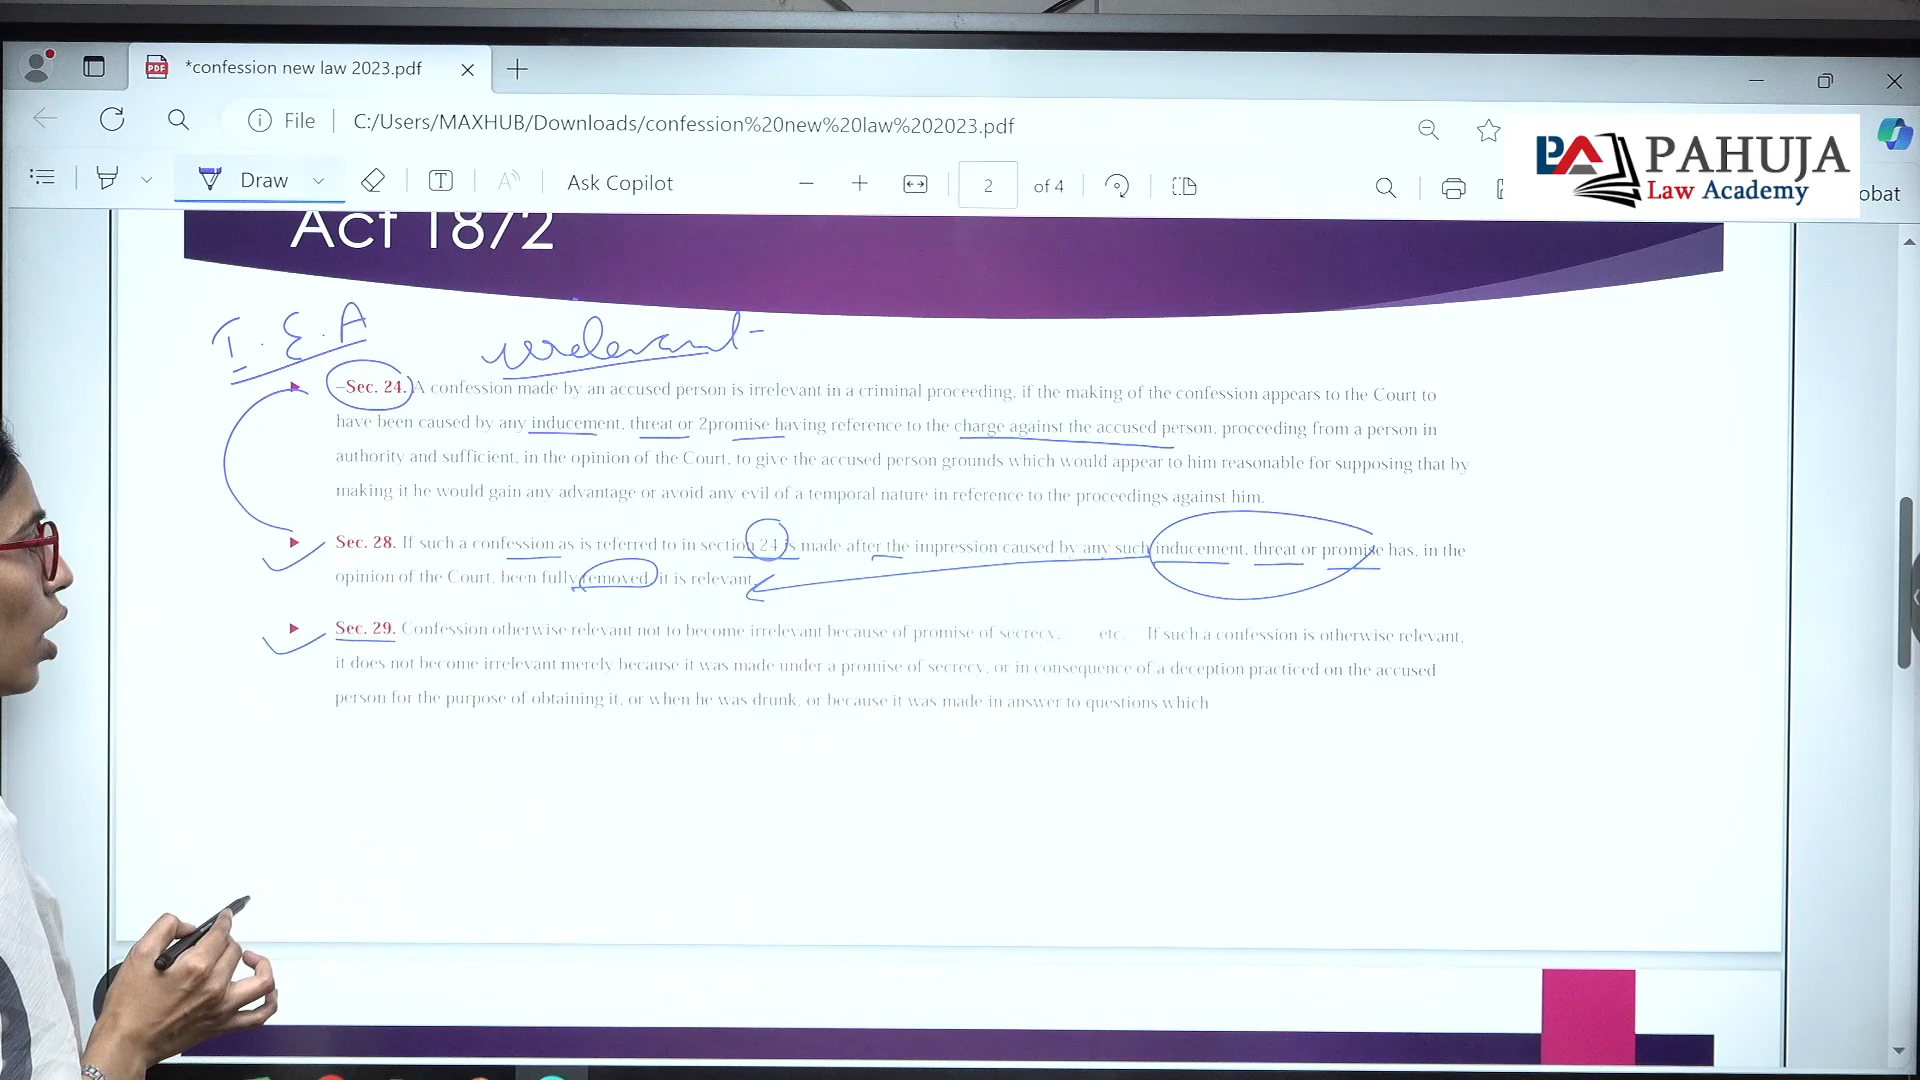 *confession new law 2023.pdf
File
C:/Users/MAXHUB/Downloads/confession%20new%20law%202023.pdf
PAHUJA
Law Academy
Draw
Ask Copilot
2
of 4
obat
Act 1872
I.E.A
irrelevant-
–Sec. 24. A confession made by an accused person is irrelevant in a criminal proceeding, if the making of the confession appears to the Court to
have been caused by any inducement, threat or 2promise having reference to the charge against the accused person, proceeding from a person in
authority and sufficient, in the opinion of the Court, to give the accused person grounds which would appear to him reasonable for supposing that by
making it he would gain any advantage or avoid any evil of a temporal nature in reference to the proceedings against him.
Sec. 28. If such a confession as is referred to in section 24 is made after the impression caused by any such inducement, threat or promise has, in the
opinion of the Court, been fully removed, it is relevant.
Sec. 29. Confession otherwise relevant not to become irrelevant because of promise of secrecy, etc. If such a confession is otherwise relevant,
it does not become irrelevant merely because it was made under a promise of secrecy, or in consequence of a deception practiced on the accused
person for the purpose of obtaining it, or when he was drunk, or because it was made in answer to questions which